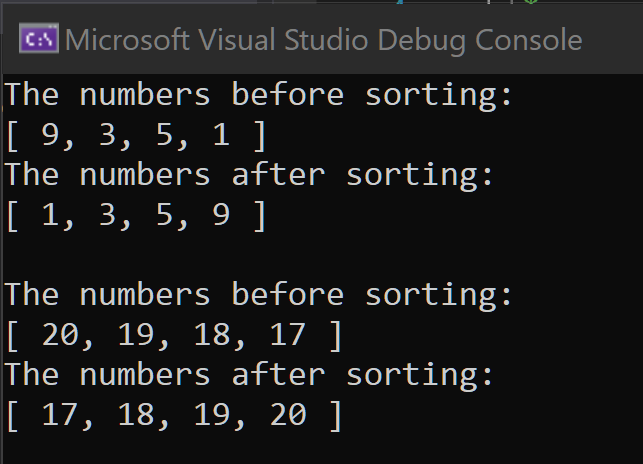 C:\ Microsoft Visual Studio Debug Console
The numbers before sorting:
[ 9, 3, 5, 1 ]
The numbers after sorting:
[ 1, 3, 5, 9 ]
The numbers before sorting:
[ 20, 19, 18, 17 ]
The numbers after sorting:
[ 17, 18, 19, 20 ]